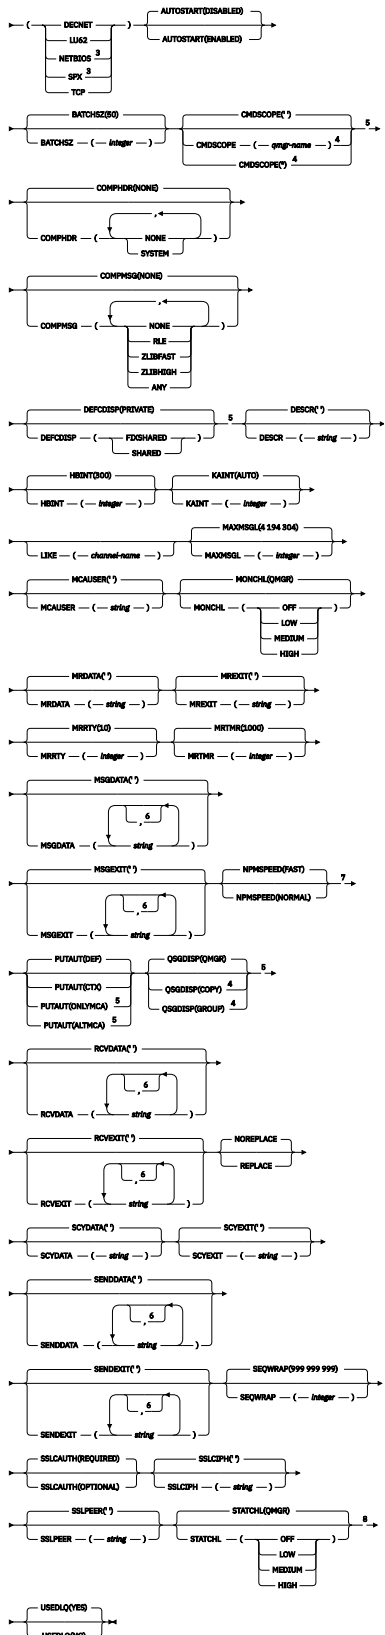 AUTOSTART(DISABLED)
( DECNET ) AUTOSTART(ENABLED)
LU62
NETBIOS 3
SPX 3
TCP
BATCHSZ(50) CMDSCOPE(' ') 5
BATCHSZ ( integer ) CMDSCOPE ( qmgr-name ) 4
CMDSCOPE(*) 4
COMPHDR(NONE)
,
COMPHDR ( NONE )
SYSTEM
COMPMSG(NONE)
,
COMPMSG ( NONE )
RLE
ZLIBFAST
ZLIBHIGH
ANY
DEFCDISP(PRIVATE) 5 DESCR(' ')
DEFCDISP ( FIXSHARED ) DESCR ( string )
SHARED
HBINT(300) KAINT(AUTO)
HBINT ( integer ) KAINT ( integer )
MAXMSGL(4 194 304)
LIKE ( channel-name ) MAXMSGL ( integer )
MCAUSER(' ') MONCHL(QMGR)
MCAUSER ( string ) MONCHL ( OFF )
LOW
MEDIUM
HIGH
MRDATA(' ') MREXIT(' ')
MRDATA ( string ) MREXIT ( string )
MRRTY(10) MRTMR(1000)
MRRTY ( integer ) MRTMR ( integer )
MSGDATA(' ')
, 6
MSGDATA ( string )
MSGEXIT(' ') NPMSPEED(FAST) 7
, 6 NPMSPEED(NORMAL)
MSGEXIT ( string )
PUTAUT(DEF) QSGDISP(QMGR) 5
PUTAUT(CTX) QSGDISP(COPY) 4
PUTAUT(ONLYMCA) 5 QSGDISP(GROUP) 4
PUTAUT(ALTMCA) 5
RCVDATA(' ')
, 6
RCVDATA ( string )
RCVEXIT(' ') NOREPLACE
, 6 REPLACE
RCVEXIT ( string )
SCYDATA(' ') SCYEXIT(' ')
SCYDATA ( string ) SCYEXIT ( string )
SENDDATA(' ')
, 6
SENDDATA ( string )
SENDEXIT(' ') SEQWRAP(999 999 999)
, 6 SEQWRAP ( integer )
SENDEXIT ( string )
SSLCAUTH(REQUIRED) SSLCIPH(' ')
SSLCAUTH(OPTIONAL) SSLCIPH ( string )
SSLPEER(' ') STATCHL(QMGR) 8
SSLPEER ( string ) STATCHL ( OFF )
LOW
MEDIUM
HIGH
USEDLQ(YES)